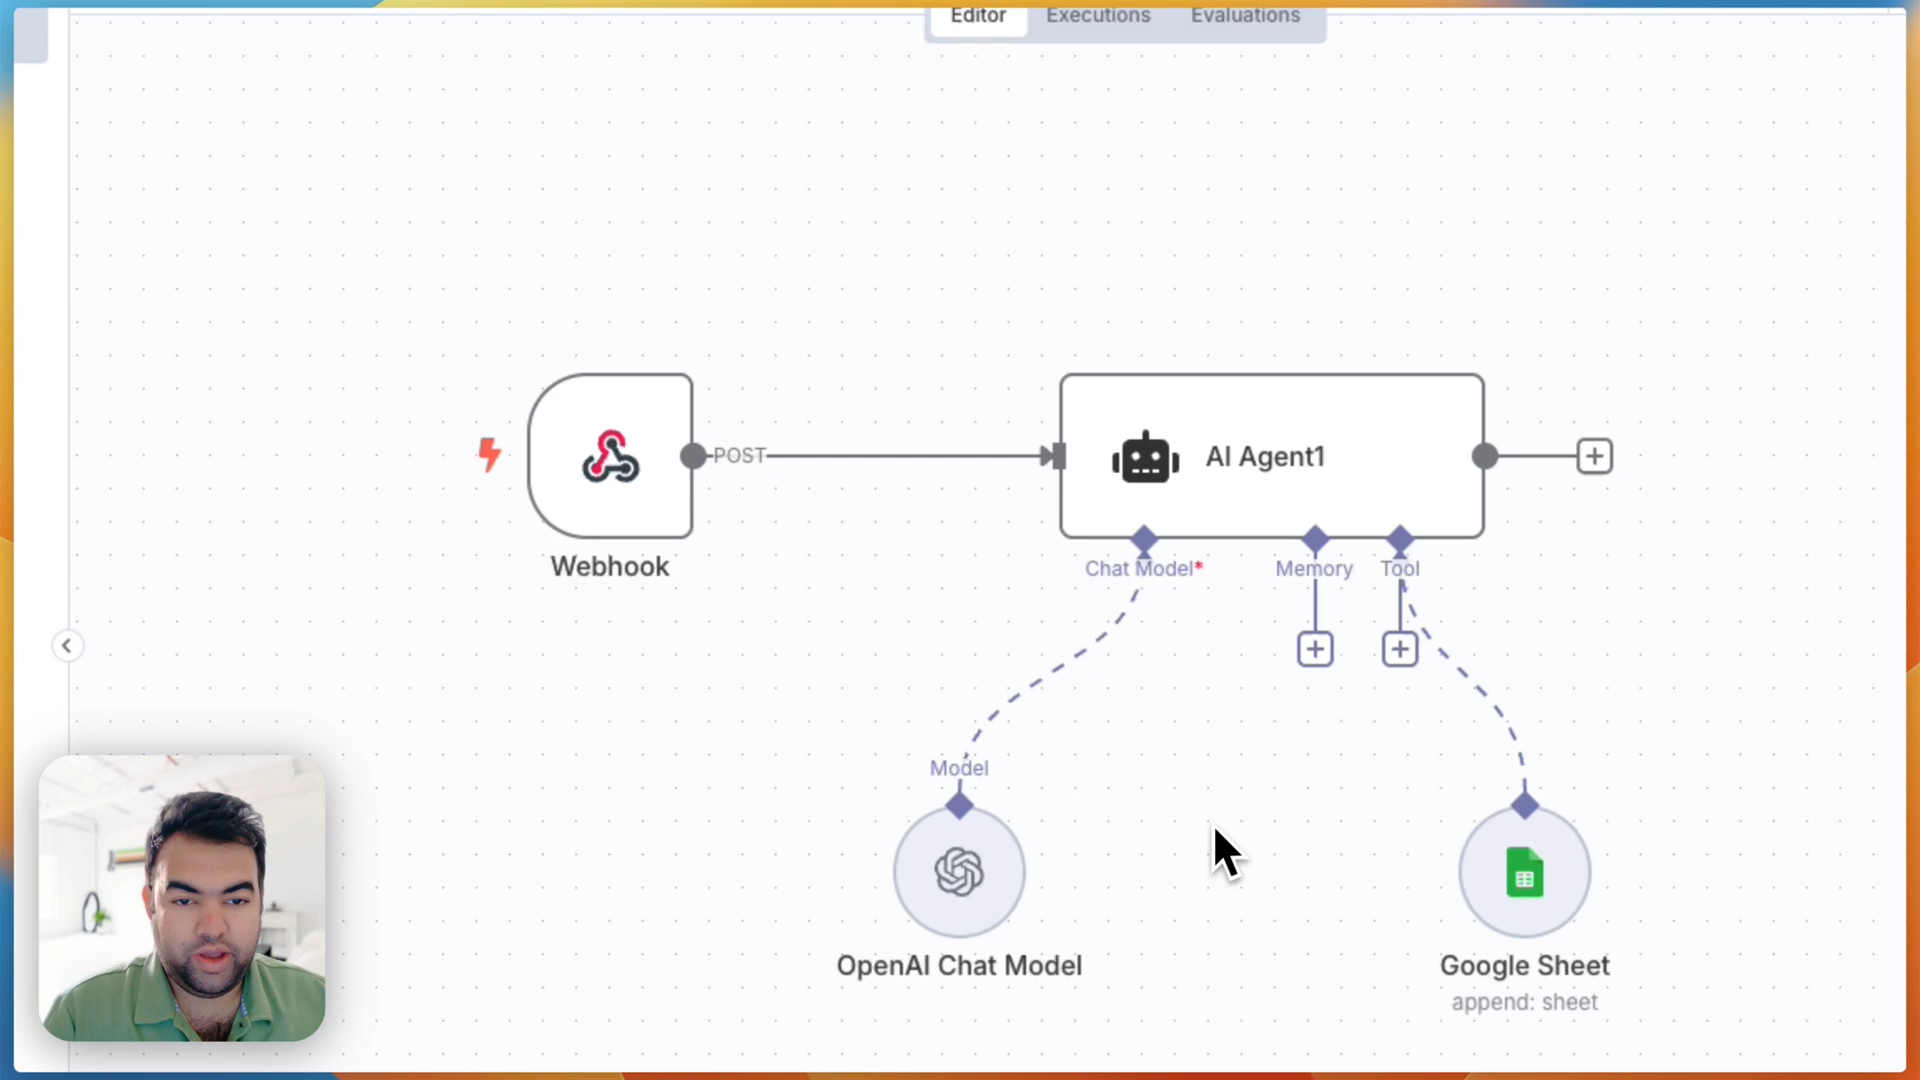 Editor Executions Evaluations
POST
AI Agent1
Webhook
Chat Model* Memory Tool
Model
OpenAI Chat Model
Google Sheet
append: sheet